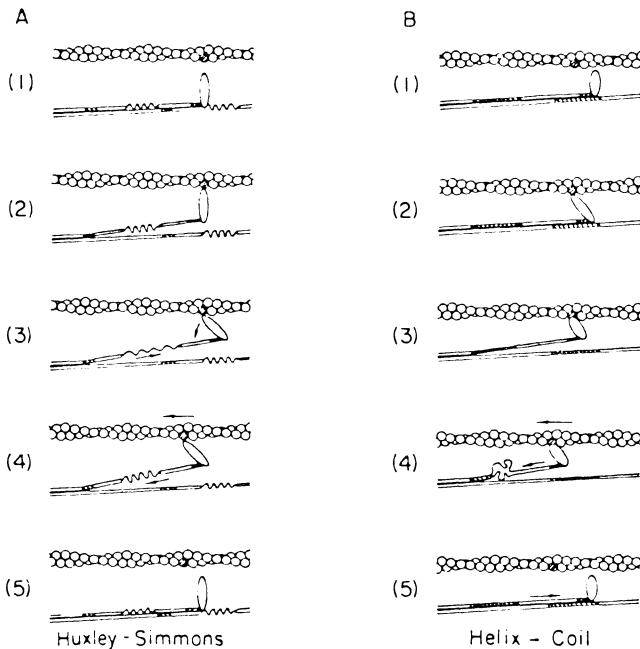 A
(1)
(2)
(3)
(4)
(5)
Huxley - Simmons
B
(1)
(2)
(3)
(4)
(5)
Helix - Coil